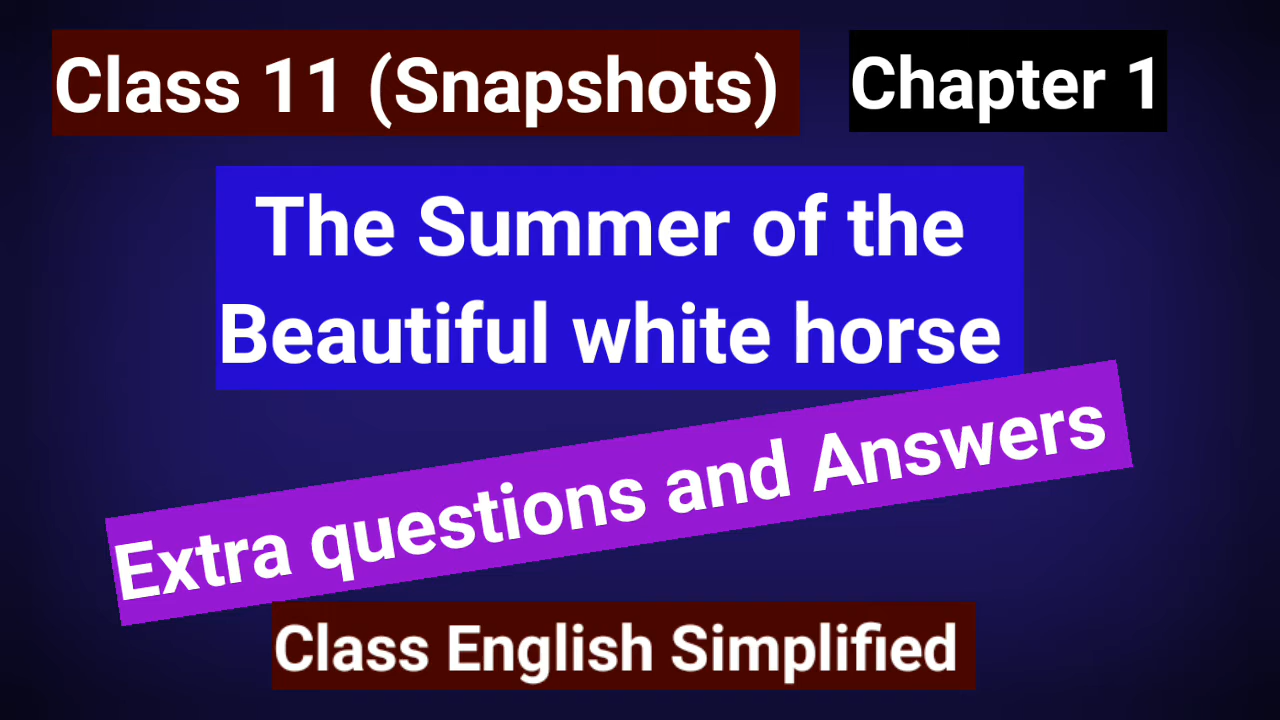 Class 11 (Snapshots)
Chapter 1
The Summer of the
Beautiful white horse
Extra questions and Answers
Class English Simplified